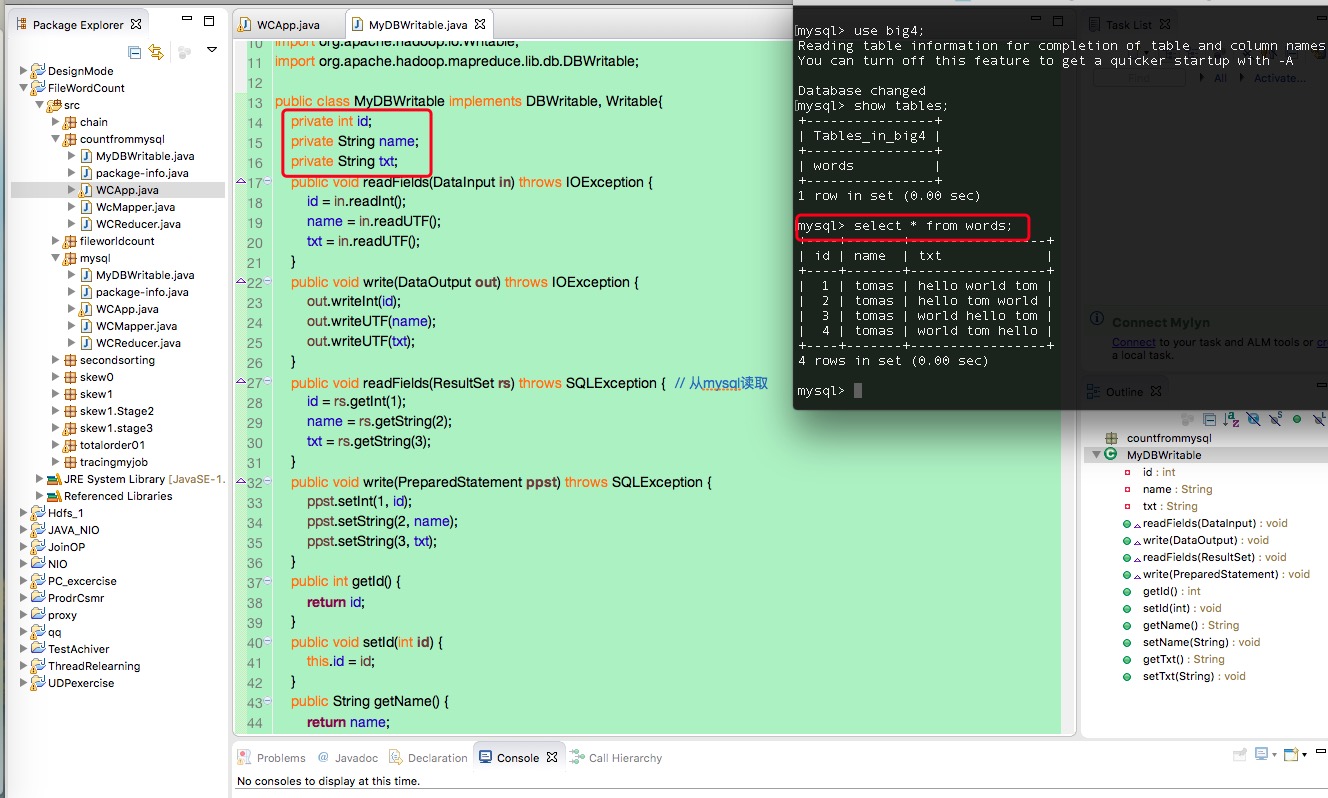 Package Explorer
DesignMode
FileWordCount
src
chain
countfrommysql
MyDBWritable.java
package-info.java
WCApp.java
WcMapper.java
WCReducer.java
fileworldcount
mysql
MyDBWritable.java
package-info.java
WCApp.java
WCMapper.java
WCReducer.java
secondsorting
skew0
skew1
skew1.Stage2
skew1.stage3
totalorder01
tracingmyjob
JRE System Library [JavaSE-1.
Referenced Libraries
Hdfs_1
JAVA_NIO
JoinOP
NIO
PC_excercise
ProdrCsmr
proxy
qq
TestAchiver
ThreadRelearning
UDPexercise
WCApp.java
MyDBWritable.java
10 import org.apache.hadoop.io.Writable;
11 import org.apache.hadoop.mapreduce.lib.db.DBWritable;
12
13 public class MyDBWritable implements DBWritable, Writable{
14 private int id;
15 private String name;
16 private String txt;
17 public void readFields(DataInput in) throws IOException {
18 id = in.readInt();
19 name = in.readUTF();
20 txt = in.readUTF();
21 }
22 public void write(DataOutput out) throws IOException {
23 out.writeInt(id);
24 out.writeUTF(name);
25 out.writeUTF(txt);
26 }
27 public void readFields(ResultSet rs) throws SQLException { // 从mysql读取
28 id = rs.getInt(1);
29 name = rs.getString(2);
30 txt = rs.getString(3);
31 }
32 public void write(PreparedStatement ppst) throws SQLException {
33 ppst.setInt(1, id);
34 ppst.setString(2, name);
35 ppst.setString(3, txt);
36 }
37 public int getId() {
38 return id;
39 }
40 public void setId(int id) {
41 this.id = id;
42 }
43 public String getName() {
44 return name;
[mysql> use big4;
Reading table information for completion of table and column names
You can turn off this feature to get a quicker startup with -A
Database changed
[mysql> show tables;
+----------------+
| Tables_in_big4 |
+----------------+
| words          |
+----------------+
1 row in set (0.00 sec)
mysql> select * from words;
+----+-------+-----------------+
| id | name  | txt             |
+----+-------+-----------------+
|  1 | tomas | hello world tom |
|  2 | tomas | hello tom world |
|  3 | tomas | world hello tom |
|  4 | tomas | world tom hello |
+----+-------+-----------------+
4 rows in set (0.00 sec)
mysql>
Task List
Find
All
Activate...
Connect Mylyn
Connect to your task and ALM tools or cr
a local task.
Outline
countfrommysql
MyDBWritable
id : int
name : String
txt : String
readFields(DataInput) : void
write(DataOutput) : void
readFields(ResultSet) : void
write(PreparedStatement) : void
getId() : int
setId(int) : void
getName() : String
setName(String) : void
getTxt() : String
setTxt(String) : void
Problems
Javadoc
Declaration
Console
Call Hierarchy
No consoles to display at this time.